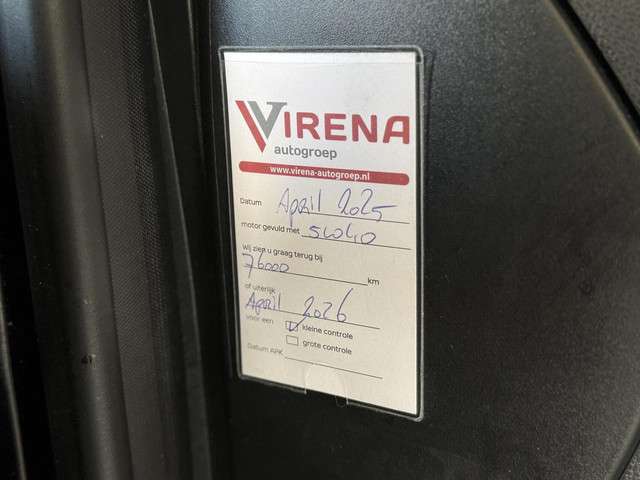 VIRENA
autogroep
www.virena-autogroep.nl
Datum April 2025
motor gevuld met 5w40
Wij zien u graag terug bij
76000 km
of uiterlijk
April 2026
voor een kleine controle
grote controle
Datum APK